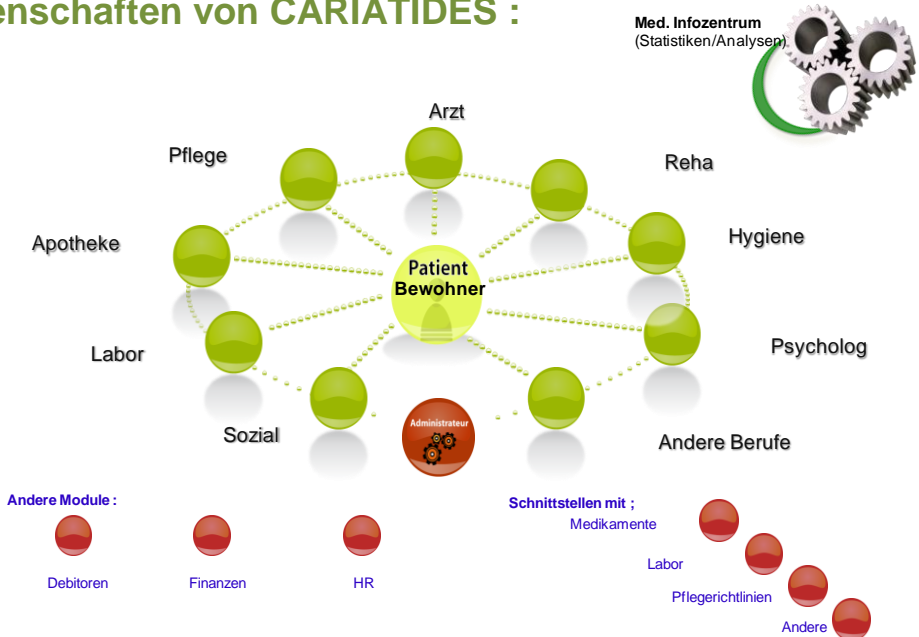 enschaften von CARIATIDES :
Med. Infozentrum
(Statistiken/Analysen)
Arzt
Pflege
Reha
Apotheke
Hygiene
Patient
Bewohner
Labor
Psycholog
Administrateur
Sozial
Andere Berufe
Andere Module :
Debitoren
Finanzen
HR
Schnittstellen mit ;
Medikamente
Labor
Pflegerichtlinien
Andere